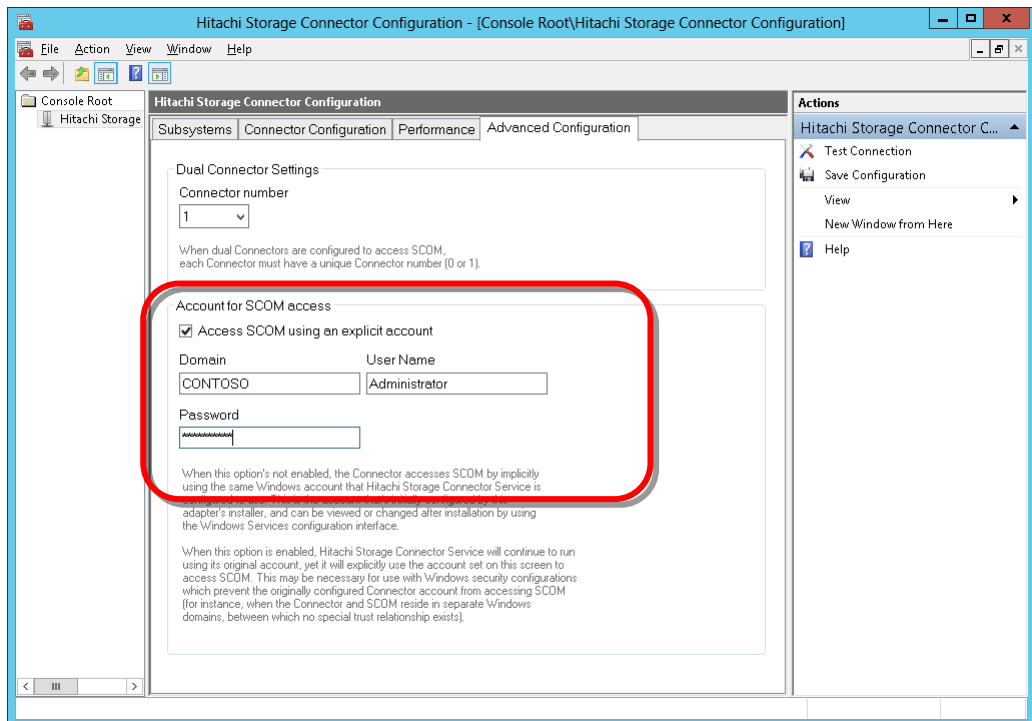 Hitachi Storage Connector Configuration - [Console Root\Hitachi Storage Connector Configuration]
File Action View Window Help
Console Root
Hitachi Storage
Hitachi Storage Connector Configuration
Subsystems Connector Configuration Performance Advanced Configuration
Dual Connector Settings
Connector number
1
When dual Connectors are configured to access SCOM,
each Connector must have a unique Connector number (0 or 1).
Account for SCOM access
Access SCOM using an explicit account
Domain User Name
CONTOSO Administrator
Password
**********
When this option's not enabled, the Connector accesses SCOM by implicitly
using the same Windows account that Hitachi Storage Connector Service is
adapter's installer, and can be viewed or changed after installation by using
the Windows Services configuration interface.
When this option is enabled, Hitachi Storage Connector Service will continue to run
using its original account, yet it will explicitly use the account set on this screen to
access SCOM. This may be necessary for use with Windows security configurations
which prevent the originally configured Connector account from accessing SCOM
(for instance, when the Connector and SCOM reside in separate Windows
domains, between which no special trust relationship exists).
Actions
Hitachi Storage Connector C...
Test Connection
Save Configuration
View
New Window from Here
Help